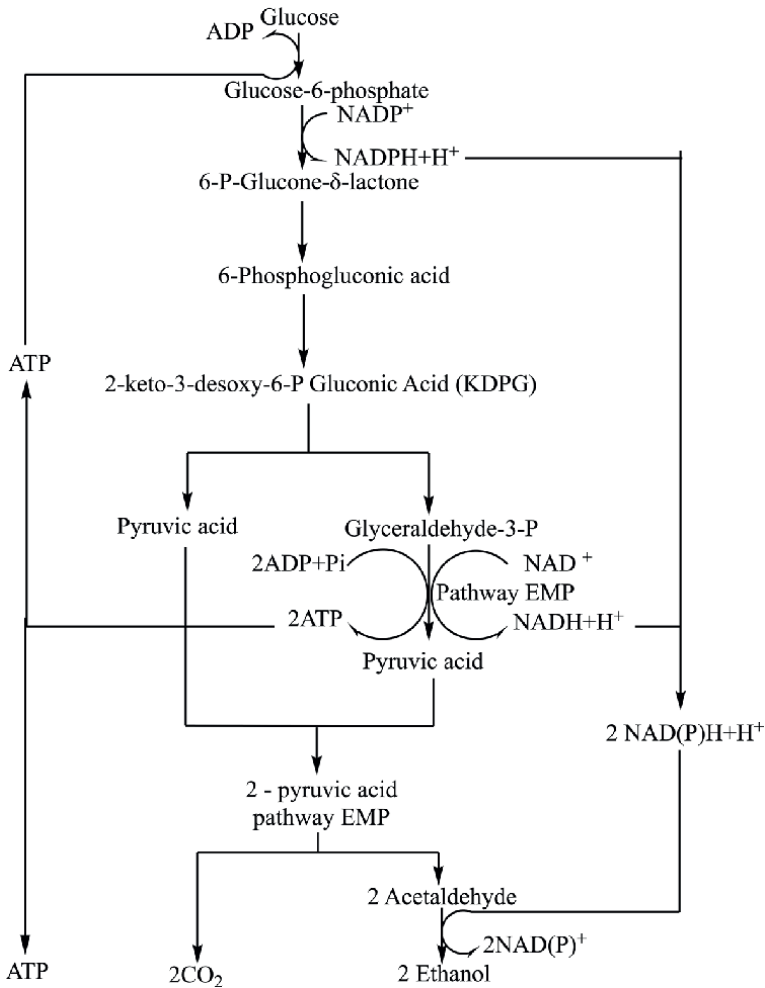 Glucose
ADP
Glucose-6-phosphate
NADP⁺
NADPH+H⁺
6-P-Glucone-δ-lactone
6-Phosphogluconic acid
ATP
2-keto-3-desoxy-6-P Gluconic Acid (KDPG)
Pyruvic acid
Glyceraldehyde-3-P
2ADP+Pi
NAD ⁺
Pathway EMP
2ATP
NADH+H⁺
Pyruvic acid
2 NAD(P)H+H⁺
2 - pyruvic acid
pathway EMP
2 Acetaldehyde
2NAD(P)⁺
ATP
2CO₂
2 Ethanol